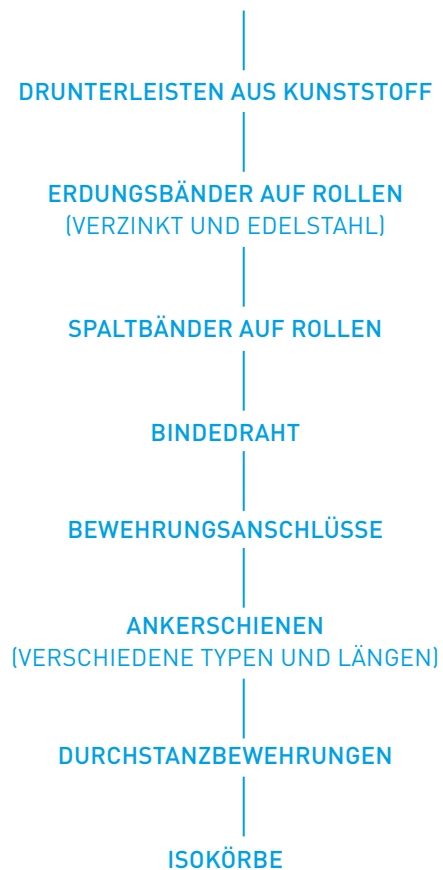 DRUNTERLEISTEN AUS KUNSTSTOFF
ERDUNGSBÄNDER AUF ROLLEN
(VERZINKT UND EDELSTAHL)
SPALTBÄNDER AUF ROLLEN
BINDEDRAHT
BEWEHRUNGSANSCHLÜSSE
ANKERSCHIENEN
(VERSCHIEDENE TYPEN UND LÄNGEN)
DURCHSTANZBEWEHRUNGEN
ISOKÖRBE